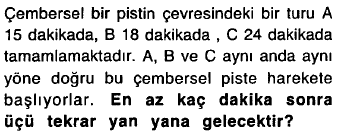 Çembersel bir pistin çevresindeki bir turu A
15 dakikada, B 18 dakikada , C 24 dakikada
tamamlamaktadır. A, B ve C aynı anda aynı
yöne doğru bu çembersel piste harekete
başlıyorlar. En az kaç dakika sonra
üçü tekrar yan yana gelecektir?